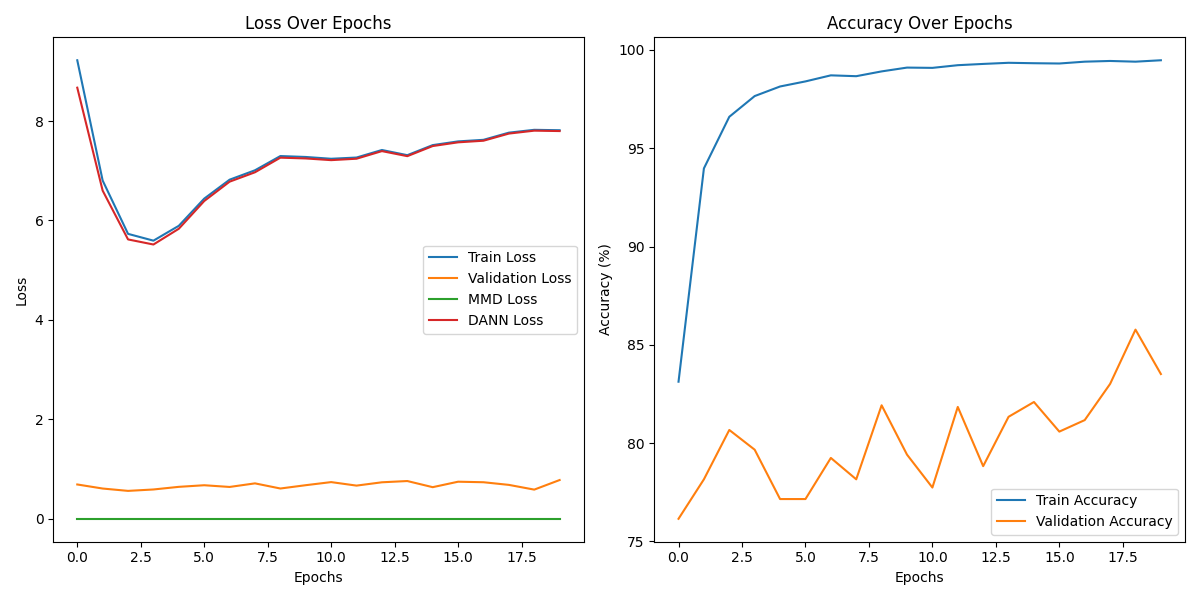 Loss Over Epochs
Loss
8
6
4
2
0
0.0 2.5 5.0 7.5 10.0 12.5 15.0 17.5
Epochs
Train Loss
Validation Loss
MMD Loss
DANN Loss
Accuracy Over Epochs
Accuracy (%)
100
95
90
85
80
75
0.0 2.5 5.0 7.5 10.0 12.5 15.0 17.5
Epochs
Train Accuracy
Validation Accuracy